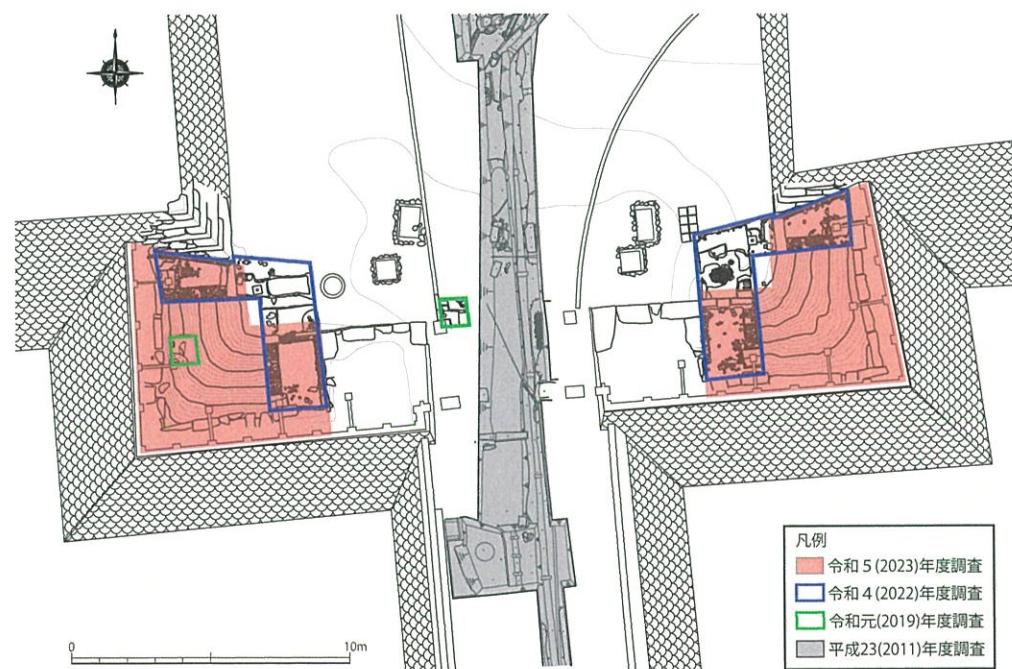 凡例
令和5(2023)年度調査
令和4(2022)年度調査
令和元(2019)年度調査
平成23(2011)年度調査
0 10m